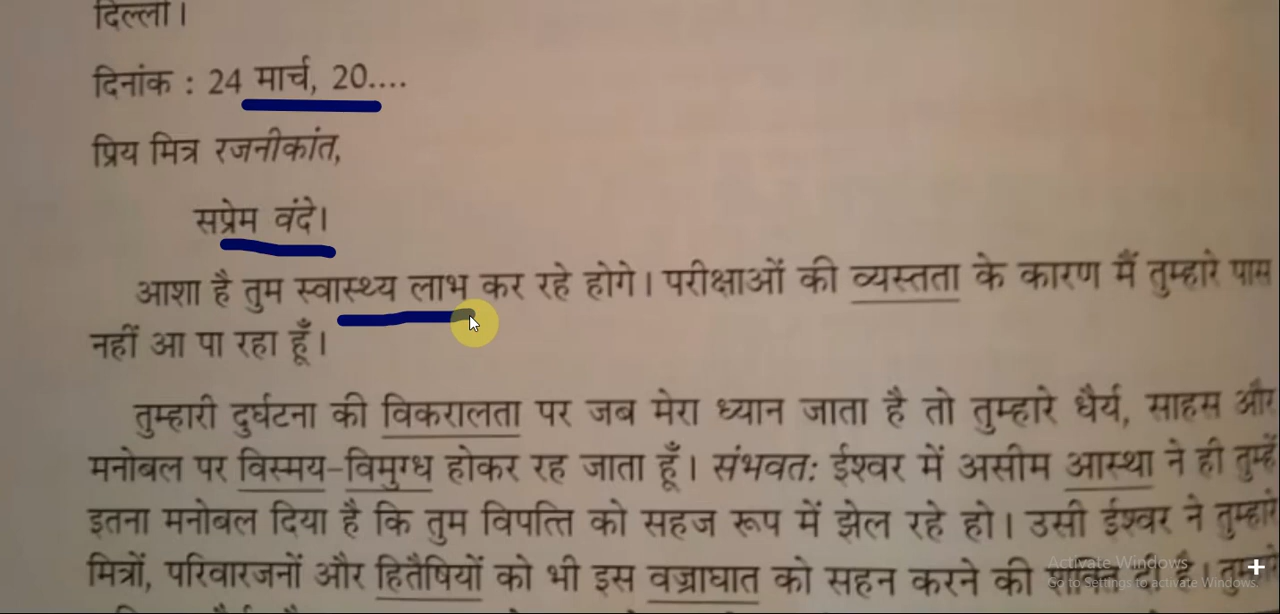 दिल्ली।
दिनांक : 24 मार्च, 20....
प्रिय मित्र रजनीकांत,
सप्रेम वंदे।
आशा है तुम स्वास्थ्य लाभ कर रहे होगे। परीक्षाओं की व्यस्तता के कारण मैं तुम्हारे पास
नहीं आ पा रहा हूँ।
तुम्हारी दुर्घटना की विकरालता पर जब मेरा ध्यान जाता है तो तुम्हारे धैर्य, साहस और
मनोबल पर विस्मय-विमुग्ध होकर रह जाता हूँ। संभवतः ईश्वर में असीम आस्था ने ही तुम्हें
इतना मनोबल दिया है कि तुम विपत्ति को सहज रूप में झेल रहे हो। उसी ईश्वर ने तुम्हारे
मित्रों, परिवारजनों और हितैषियों को भी इस वज्राघात को सहन करने की
Activate Windows
Go to Settings to activate Windows.